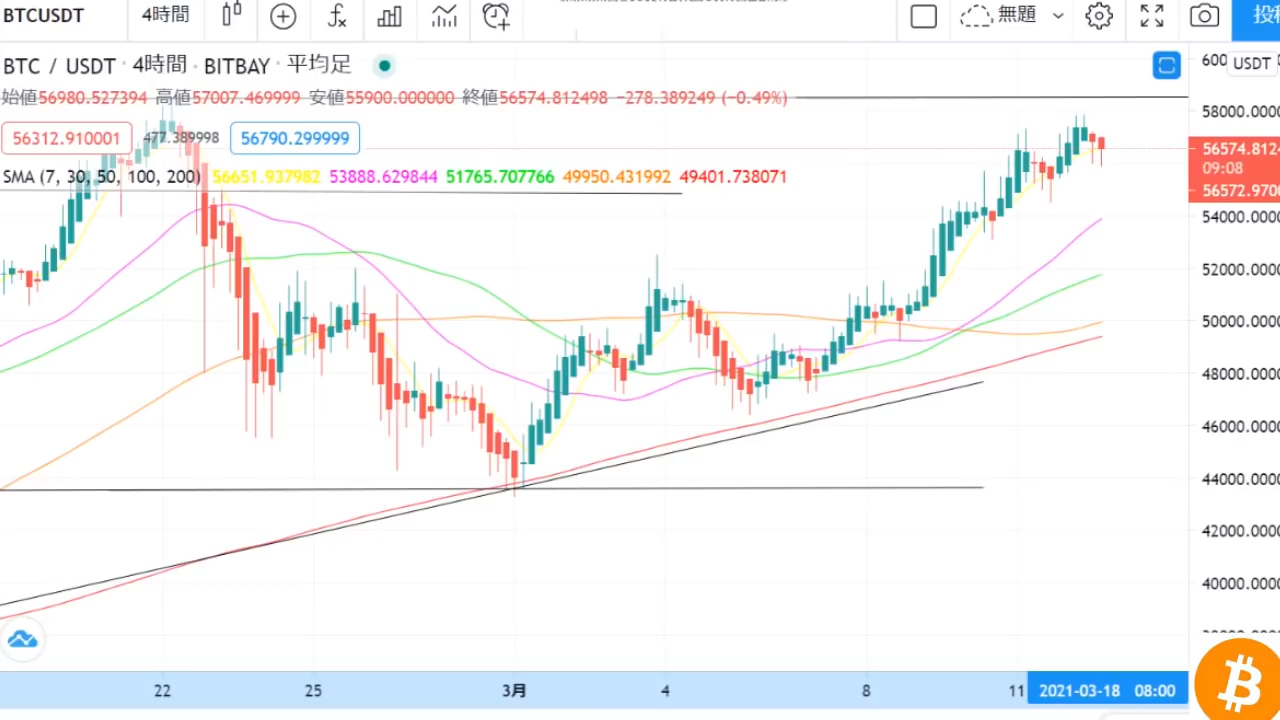 BTCUSDT 4時間 無題
BTC / USDT · 4時間 · BITBAY · 平均足
始値56980.527394 高値57007.469999 安値55900.000000 終値56574.812498 −278.389249 (−0.49%)
56312.910001 477.389998 56790.299999
SMA (7, 30, 50, 100, 200) 56651.937982 53888.629844 51765.707766 49950.431992 49401.738071
USDT
58000.0000
56574.8124
09:08
56572.9700
54000.0000
52000.0000
50000.0000
48000.0000
46000.0000
44000.0000
42000.0000
40000.0000
22 25 3月 4 8 11 2021-03-18 08:00